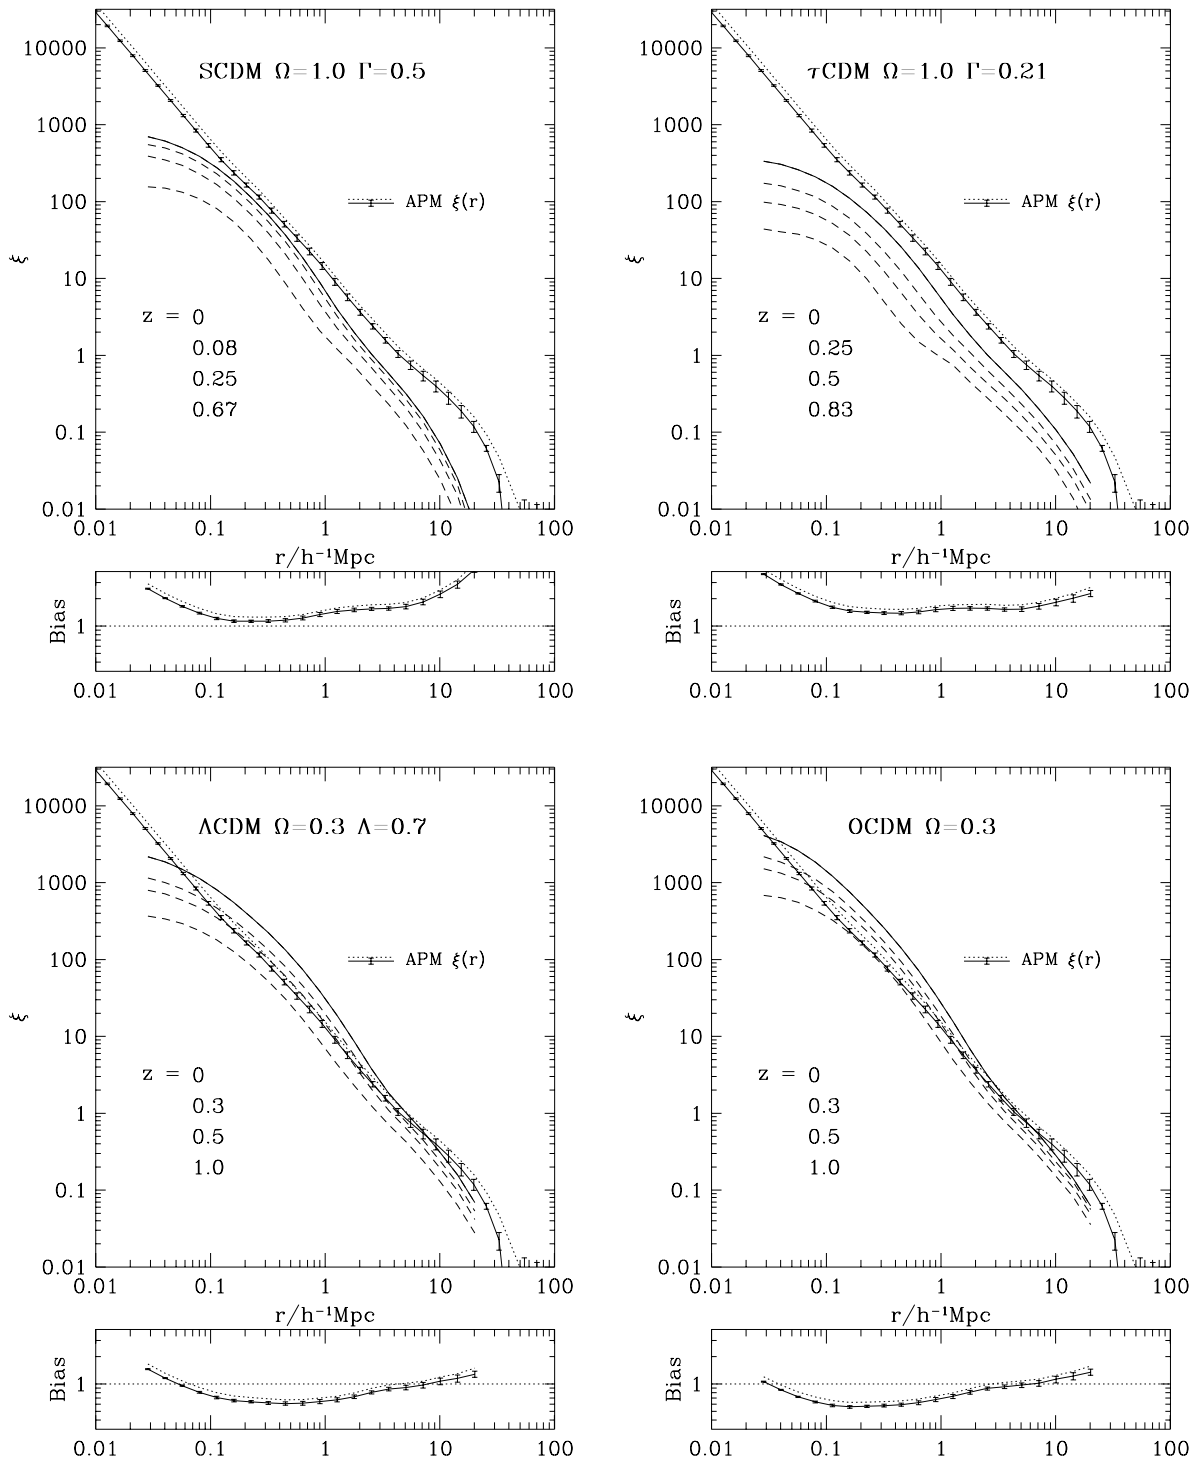 SCDM Ω=1.0 Γ=0.5
10000
1000
100
10
1
0.1
0.01
ξ
APM ξ(r)
z = 0
0.08
0.25
0.67
0.01 0.1 1 10 100
r/h⁻¹Mpc
Bias
1
0.01 0.1 1 10 100
τCDM Ω=1.0 Γ=0.21
10000
1000
100
10
1
0.1
0.01
ξ
APM ξ(r)
z = 0
0.25
0.5
0.83
0.01 0.1 1 10 100
r/h⁻¹Mpc
Bias
1
0.01 0.1 1 10 100
ΛCDM Ω=0.3 Λ=0.7
10000
1000
100
10
1
0.1
0.01
ξ
APM ξ(r)
z = 0
0.3
0.5
1.0
0.01 0.1 1 10 100
r/h⁻¹Mpc
Bias
1
0.01 0.1 1 10 100
OCDM Ω=0.3
10000
1000
100
10
1
0.1
0.01
ξ
APM ξ(r)
z = 0
0.3
0.5
1.0
0.01 0.1 1 10 100
r/h⁻¹Mpc
Bias
1
0.01 0.1 1 10 100